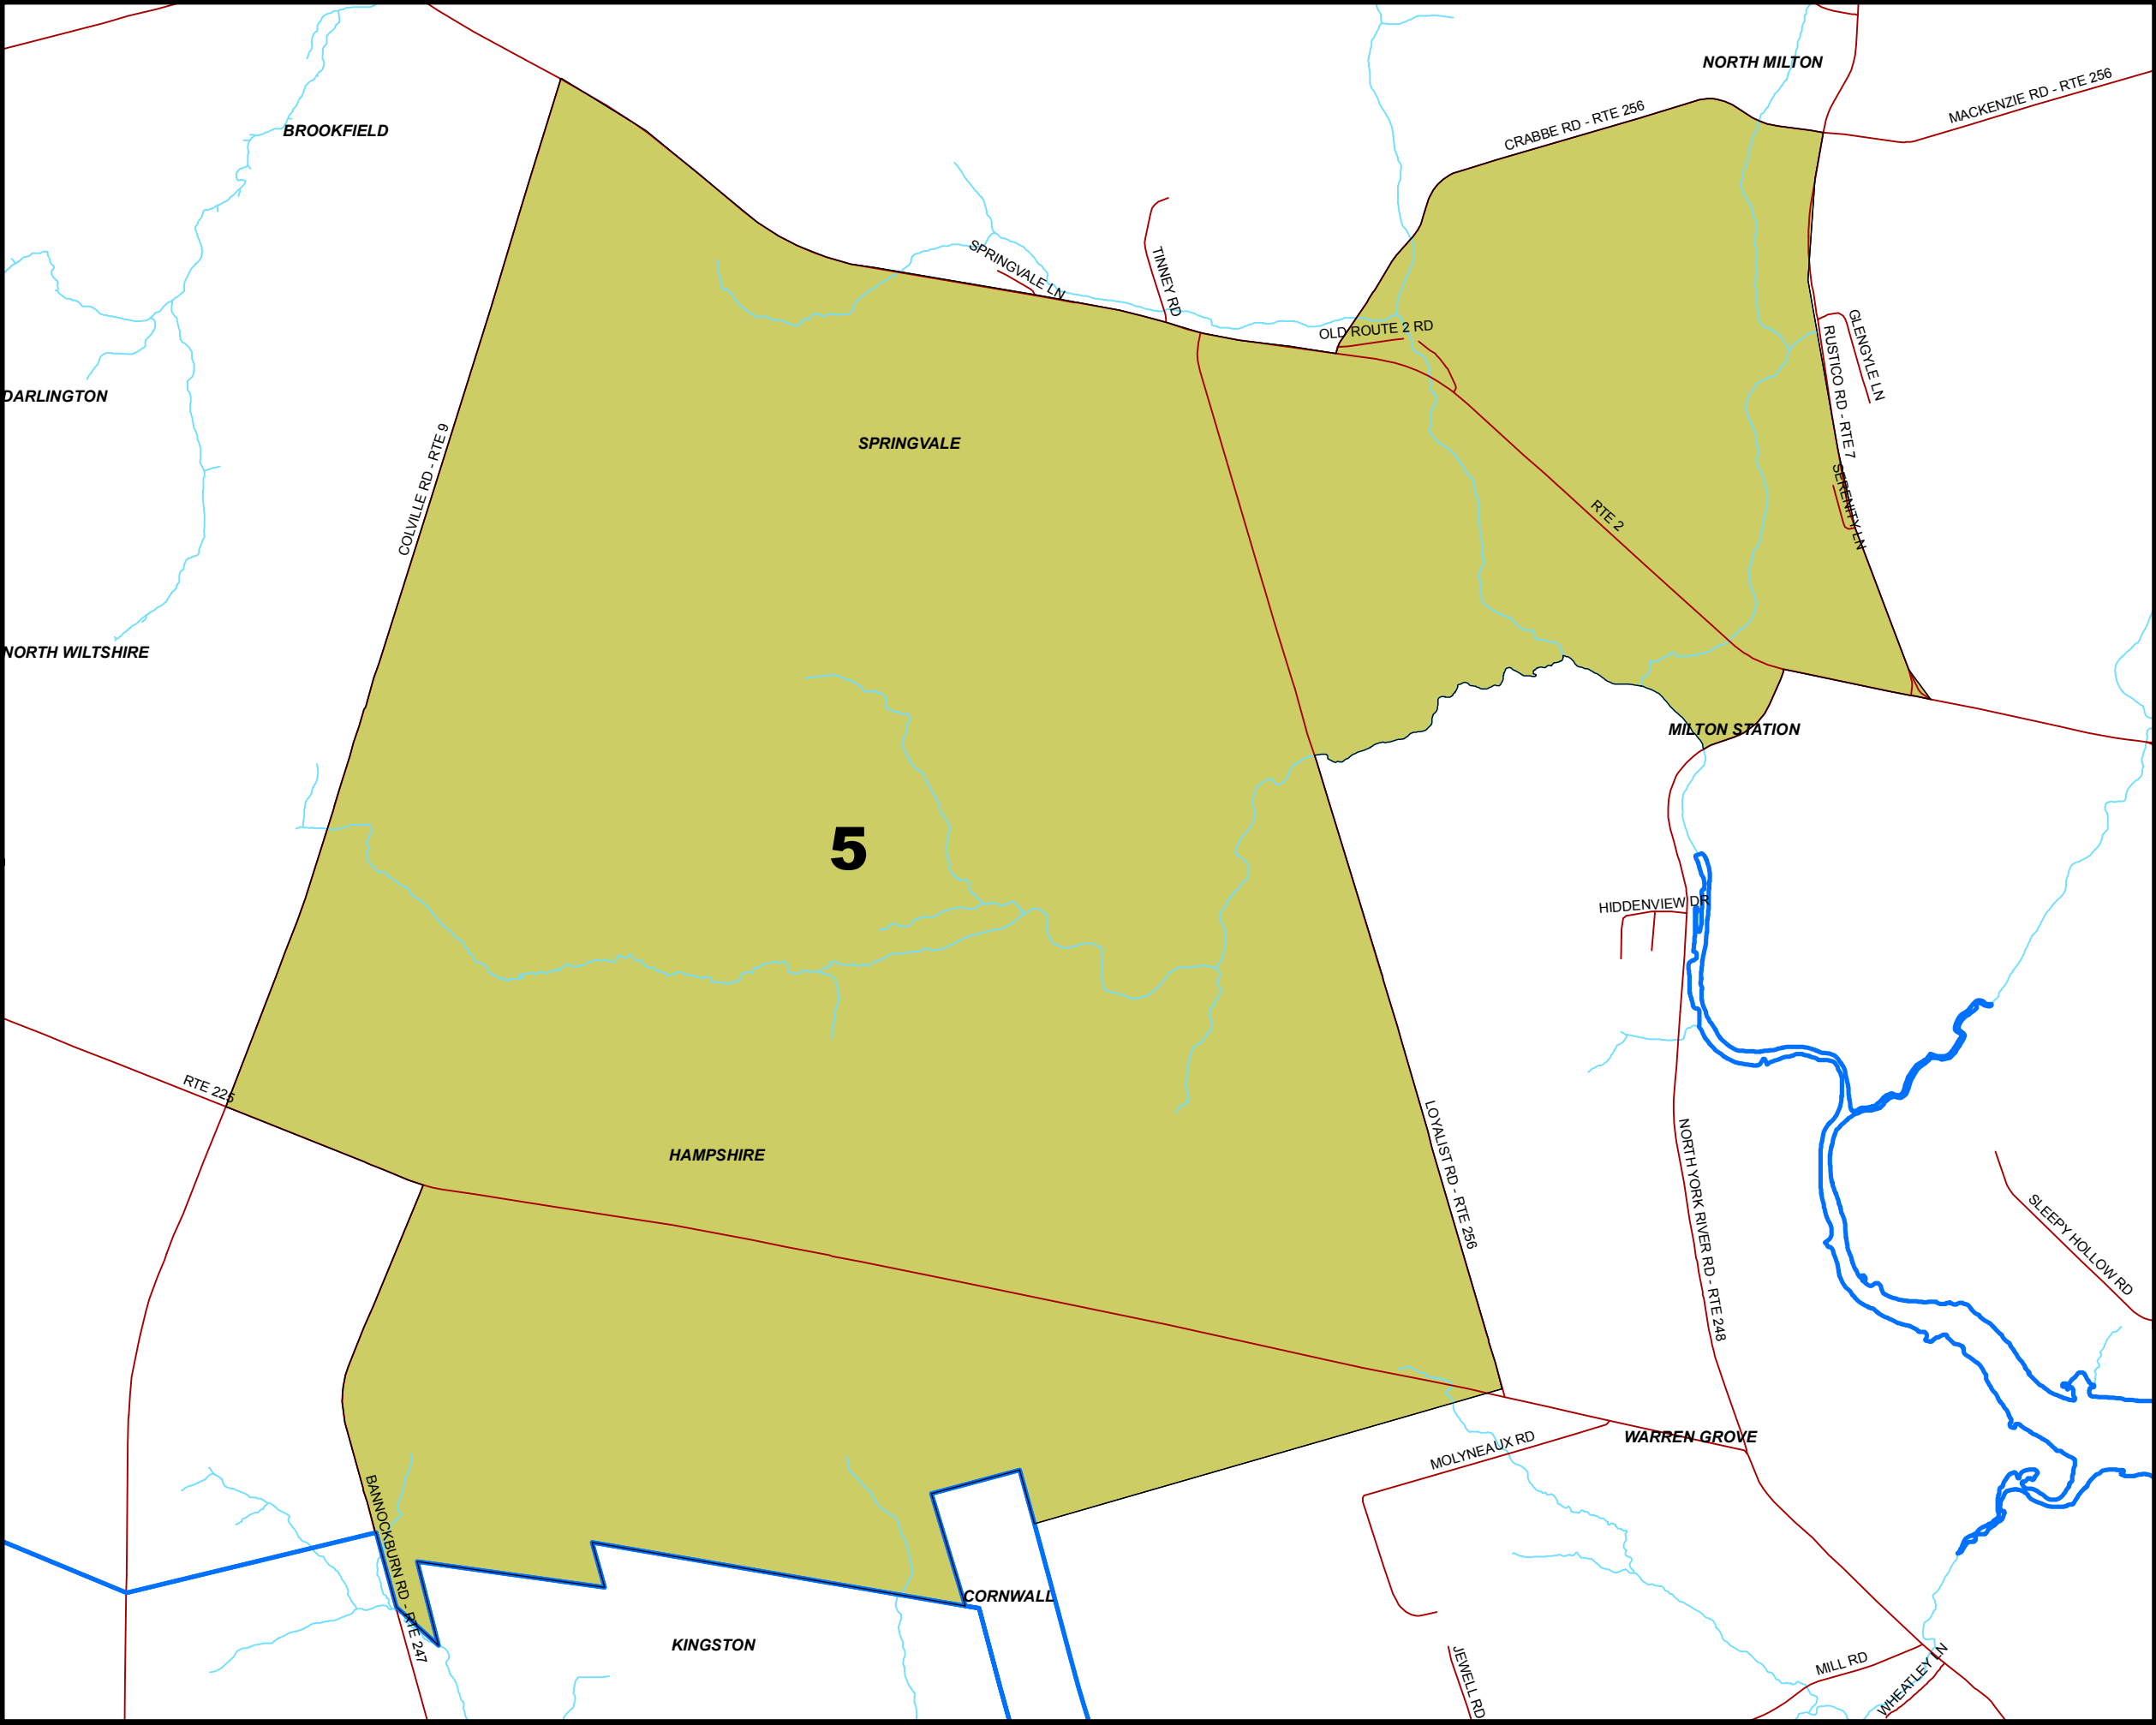 NORTH MILTON
MACKENZIE RD - RTE 256
CRABBE RD - RTE 256
BROOKFIELD
SPRINGVALE LN
TINNEY RD
OLD ROUTE 2 RD
GLENGYLE LN
RUSTICO RD - RTE 7
DARLINGTON
SPRINGVALE
COLVILLE RD - RTE 9
SERENITY LN
RTE 2
NORTH WILTSHIRE
MILTON STATION
5
HIDDENVIEW DR
RTE 225
HAMPSHIRE
LOYALIST RD - RTE 256
NORTH YORK RIVER RD - RTE 248
SLEEPY HOLLOW RD
WARREN GROVE
MOLYNEAUX RD
BANNOCKBURN RD - RTE 247
CORNWALL
KINGSTON
JEWELL RD
MILL RD
WHEATLEY LN